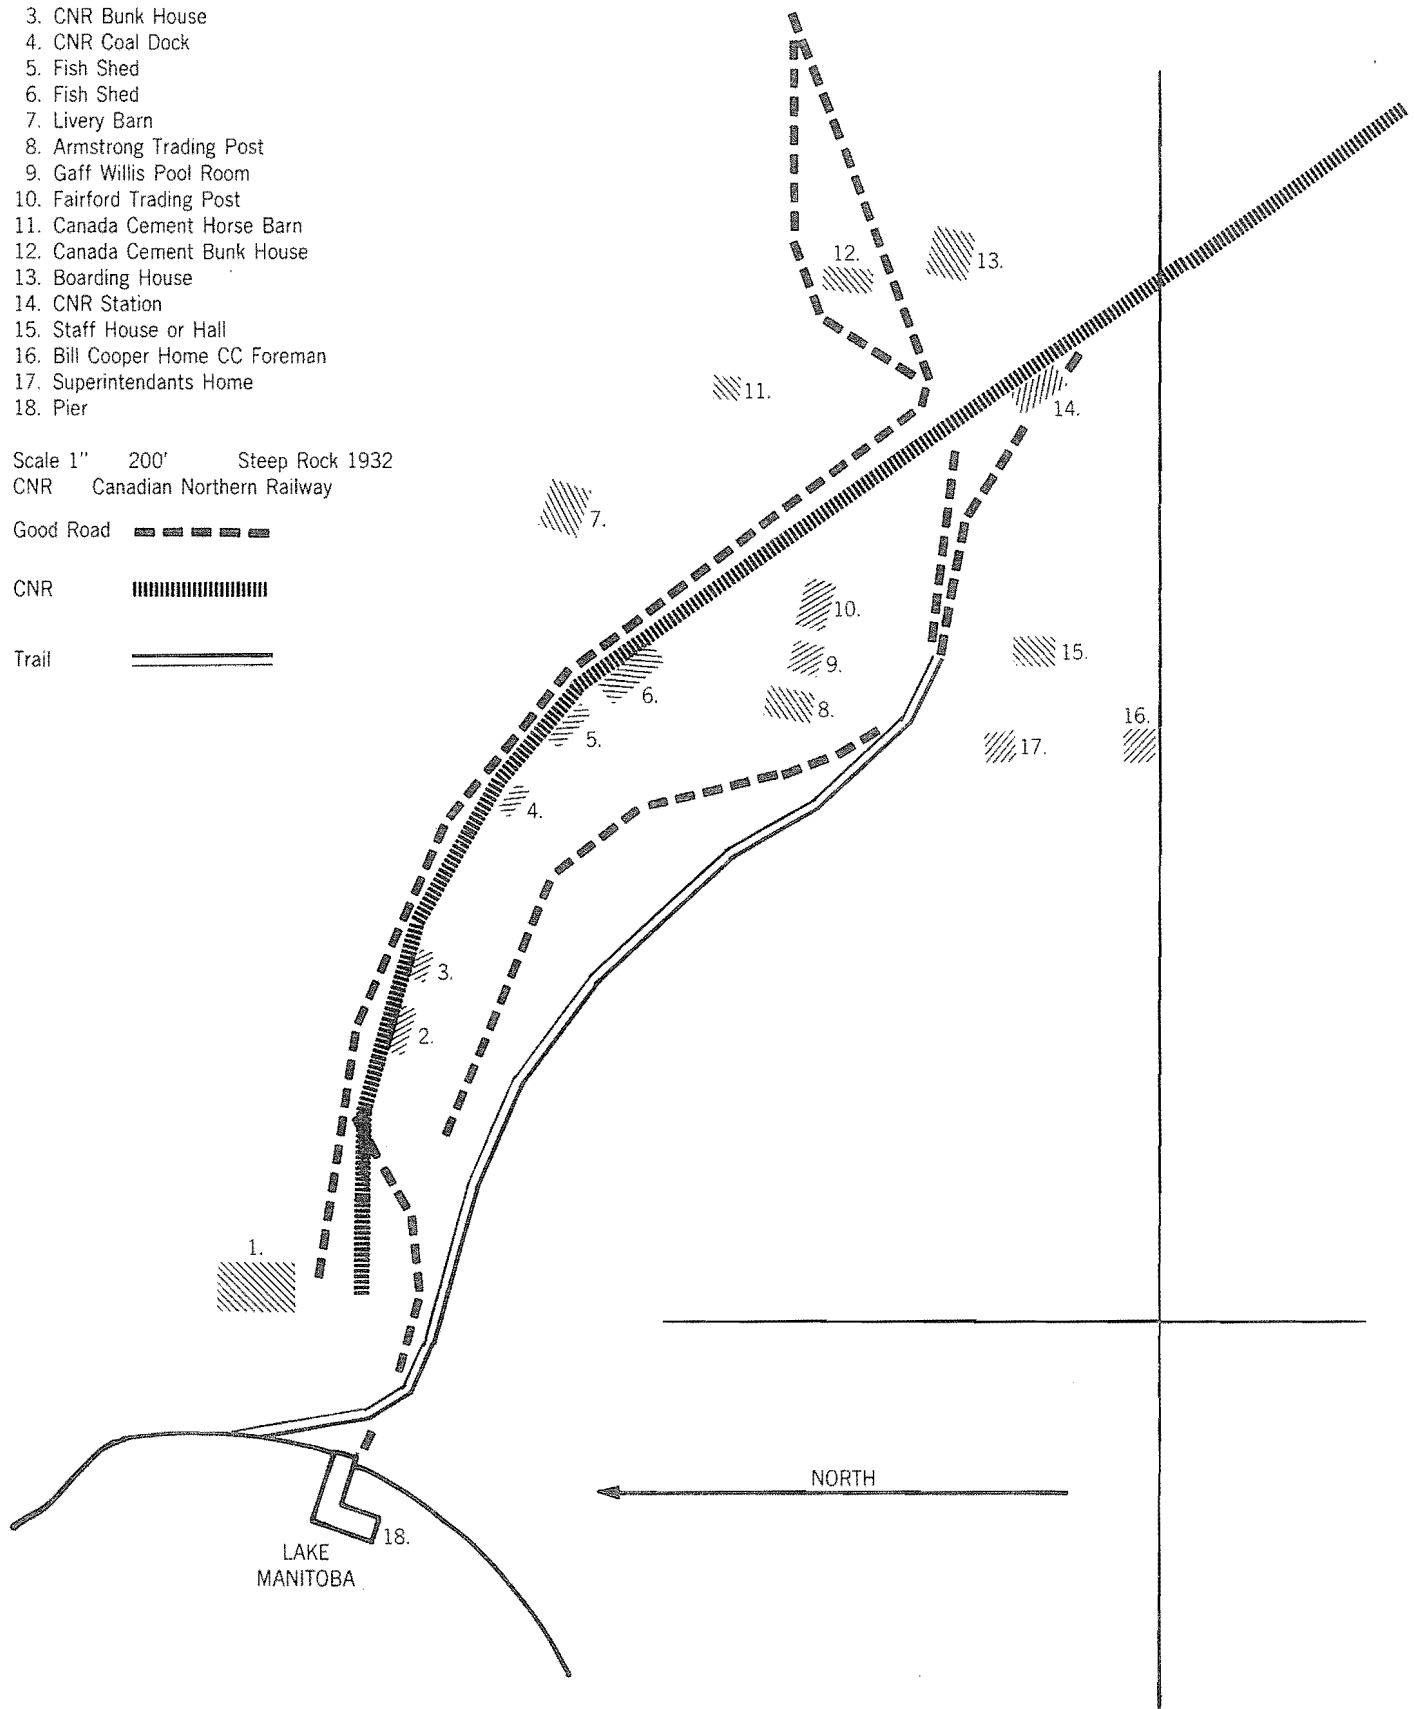 3. CNR Bunk House
4. CNR Coal Dock
5. Fish Shed
6. Fish Shed
7. Livery Barn
8. Armstrong Trading Post
9. Gaff Willis Pool Room
10. Fairford Trading Post
11. Canada Cement Horse Barn
12. Canada Cement Bunk House
13. Boarding House
14. CNR Station
15. Staff House or Hall
16. Bill Cooper Home CC Foreman
17. Superintendants Home
18. Pier
Scale 1" 200' Steep Rock 1932
CNR Canadian Northern Railway
Good Road
CNR
Trail
12.
13.
11.
14.
7.
10.
9.
15.
6.
8.
16.
5.
17.
4.
3.
2.
1.
NORTH
18.
LAKE
MANITOBA